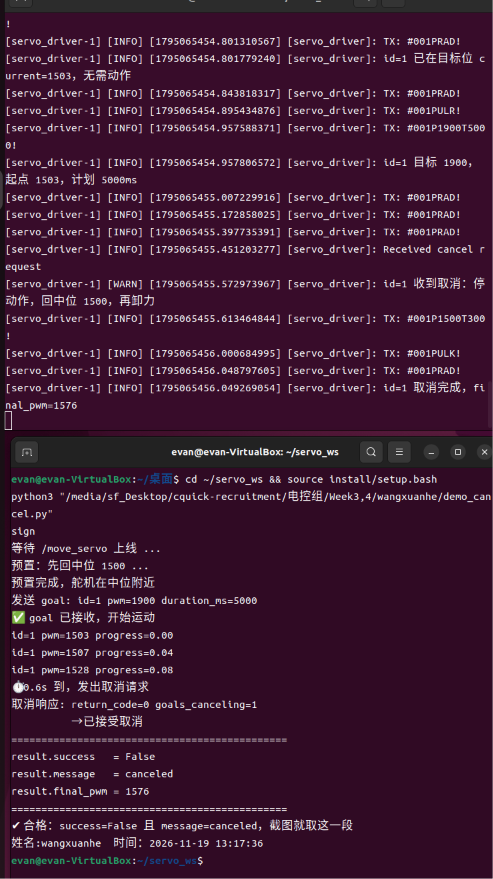 !
[servo_driver-1] [INFO] [1795065454.801310567] [servo_driver]: TX: #001PRAD!
[servo_driver-1] [INFO] [1795065454.801779240] [servo_driver]: id=1 已在目标位 c
urrent=1503，无需动作
[servo_driver-1] [INFO] [1795065454.843818317] [servo_driver]: TX: #001PRAD!
[servo_driver-1] [INFO] [1795065454.895434876] [servo_driver]: TX: #001PULR!
[servo_driver-1] [INFO] [1795065454.957588371] [servo_driver]: TX: #001P1900T500
0!
[servo_driver-1] [INFO] [1795065454.957806572] [servo_driver]: id=1 目标 1900，
起点 1503，计划 5000ms
[servo_driver-1] [INFO] [1795065455.007229916] [servo_driver]: TX: #001PRAD!
[servo_driver-1] [INFO] [1795065455.172858025] [servo_driver]: TX: #001PRAD!
[servo_driver-1] [INFO] [1795065455.397735391] [servo_driver]: TX: #001PRAD!
[servo_driver-1] [INFO] [1795065455.451203277] [servo_driver]: Received cancel r
equest
[servo_driver-1] [WARN] [1795065455.572973967] [servo_driver]: id=1 收到取消：停
动作，回中位 1500，再卸力
[servo_driver-1] [INFO] [1795065455.613464844] [servo_driver]: TX: #001P1500T300
!
[servo_driver-1] [INFO] [1795065456.000684995] [servo_driver]: TX: #001PULK!
[servo_driver-1] [INFO] [1795065456.048797605] [servo_driver]: TX: #001PRAD!
[servo_driver-1] [INFO] [1795065456.049269054] [servo_driver]: id=1 取消完成，fi
nal_pwm=1576
evan@evan-VirtualBox: ~/servo_ws
evan@evan-VirtualBox:~/桌面$ cd ~/servo_ws && source install/setup.bash
python3 "/media/sf_Desktop/cquick-recruitment/电控组/Week3,4/wangxuanhe/demo_can
cel.py"
sign
等待 /move_servo 上线 ...
预置：先回中位 1500 ...
预置完成，舵机在中位附近
发送 goal: id=1 pwm=1900 duration_ms=5000
✅ goal 已接收，开始运动
id=1 pwm=1503 progress=0.00
id=1 pwm=1507 progress=0.04
id=1 pwm=1528 progress=0.08
⏱0.6s 到，发出取消请求
取消响应: return_code=0 goals_canceling=1
→已接受取消
==============================================
result.success   = False
result.message   = canceled
result.final_pwm = 1576
==============================================
✔ 合格：success=False 且 message=canceled，截图就取这一段
姓名:wangxuanhe  时间：2026-11-19 13:17:36
evan@evan-VirtualBox:~/servo_ws$